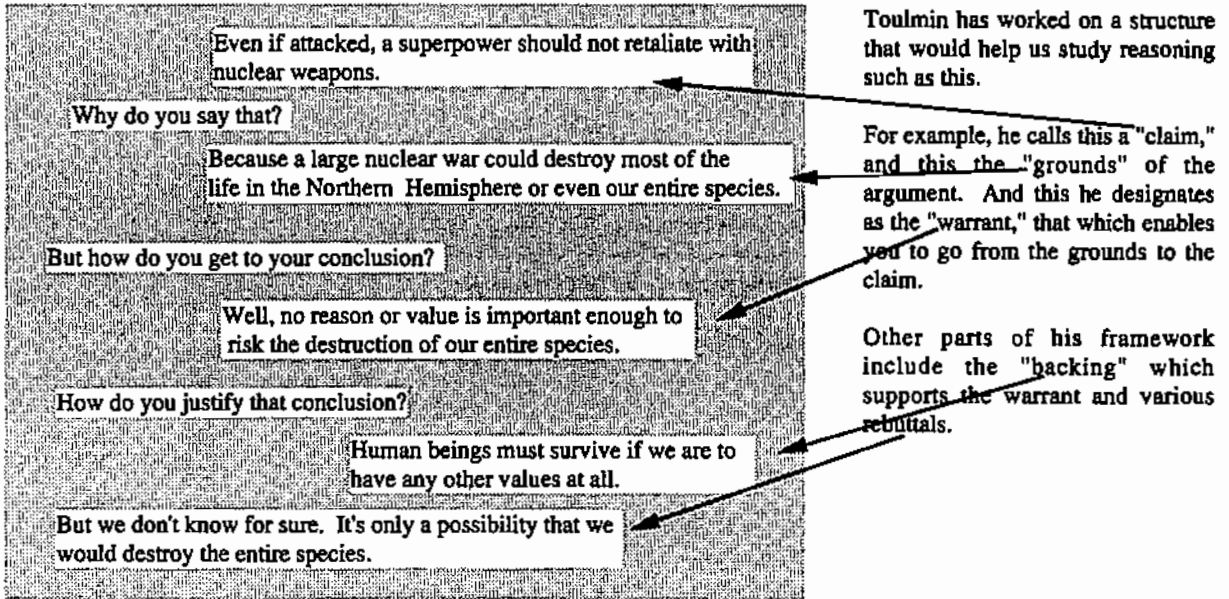 Even if attacked, a superpower should not retaliate with
nuclear weapons.
Why do you say that?
Because a large nuclear war could destroy most of the
life in the Northern Hemisphere or even our entire species.
But how do you get to your conclusion?
Well, no reason or value is important enough to
risk the destruction of our entire species.
How do you justify that conclusion?
Human beings must survive if we are to
have any other values at all.
But we don't know for sure. It's only a possibility that we
would destroy the entire species.
Toulmin has worked on a structure
that would help us study reasoning
such as this.
For example, he calls this a "claim,"
and this the "grounds" of the
argument. And this he designates
as the "warrant," that which enables
you to go from the grounds to the
claim.
Other parts of his framework
include the "backing" which
supports the warrant and various
rebuttals.